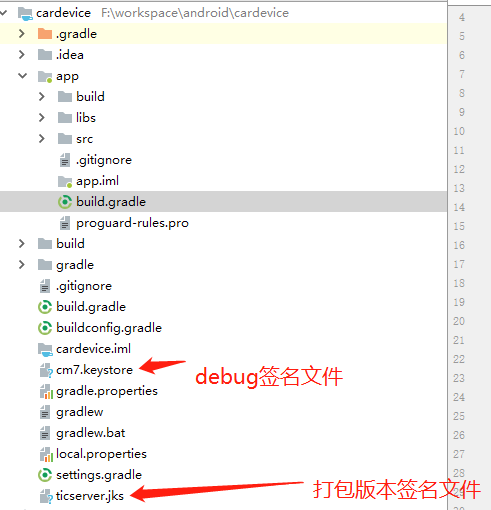 cardevice F:\workspace\android\cardevice
.gradle
.idea
app
build
libs
src
.gitignore
app.iml
build.gradle
proguard-rules.pro
build
gradle
.gitignore
build.gradle
buildconfig.gradle
cardevice.iml
cm7.keystore
debug签名文件
gradle.properties
gradlew
gradlew.bat
local.properties
settings.gradle
ticserver.jks
打包版本签名文件
4
5
6
7
8
9
10
11
12
13
14
15
16
17
18
19
20
21
22
23
24
25
26
27
28